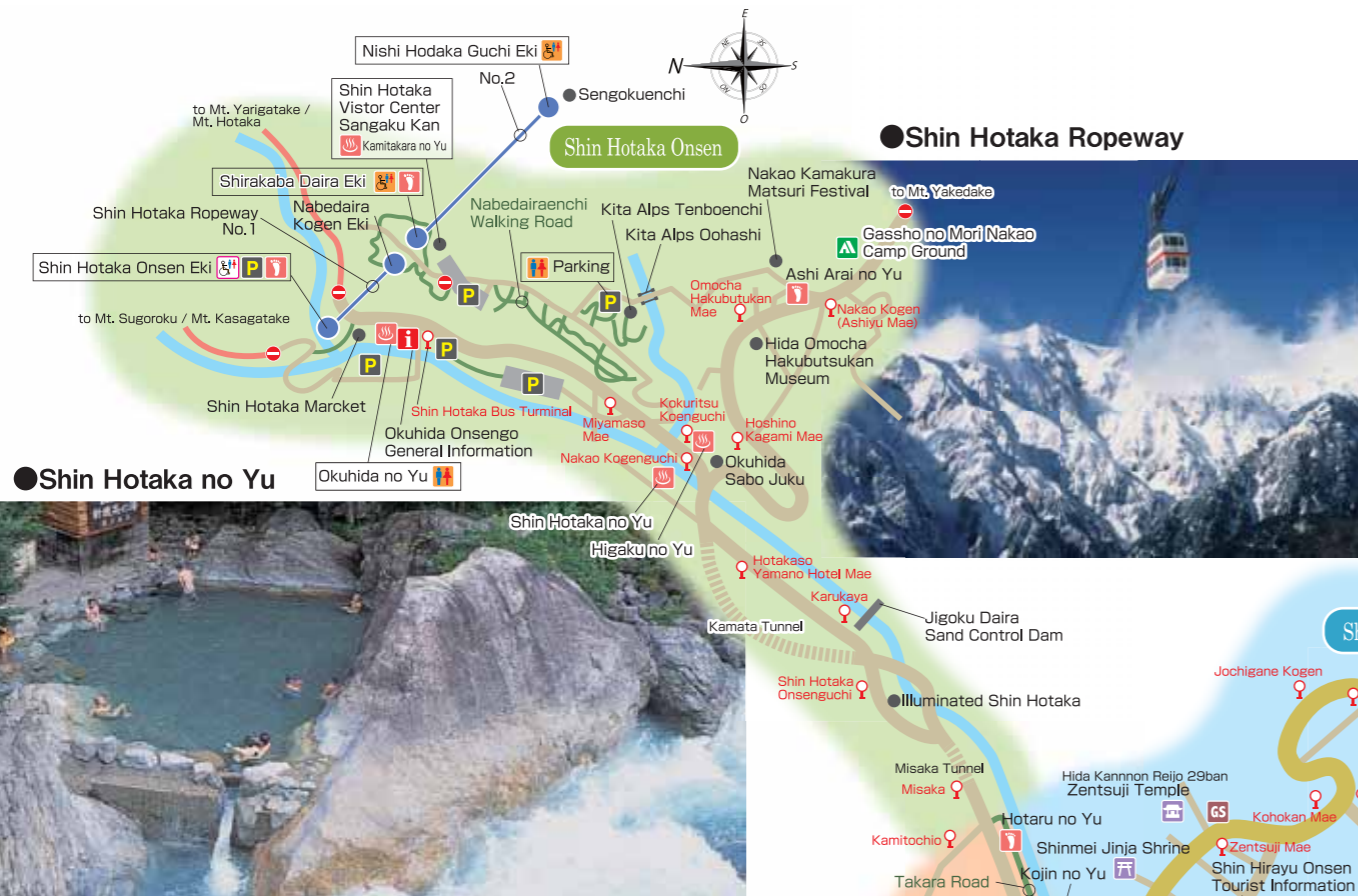 E
N
S
O
NE
SE
NO
SO
Nishi Hodaka Guchi Eki
No.2
Sengokuenchi
Shin Hotaka
Vistor Center
Sangaku Kan
Kamitakara no Yu
to Mt. Yarigatake /
Mt. Hotaka
Shin Hotaka Onsen
●Shin Hotaka Ropeway
Shirakaba Daira Eki
Nabedaira
Kogen Eki
Shin Hotaka Ropeway
No.1
Nabedairaenchi
Walking Road
Kita Alps Tenboenchi
Kita Alps Oohashi
Nakao Kamakura
Matsuri Festival
to Mt. Yakedake
Gassho no Mori Nakao
Camp Ground
Shin Hotaka Onsen Eki
P
Parking
P
P
Ashi Arai no Yu
Omocha
Hakubutukan
Mae
Nakao Kogen
(Ashiyu Mae)
to Mt. Sugoroku / Mt. Kasagatake
Hida Omocha
Hakubutsukan
Museum
P
i
P
P
Shin Hotaka Marcket
Shin Hotaka Bus Turminal
Okuhida Onsengo
General Information
Okuhida no Yu
Miyamaso
Mae
Kokuritsu
Koenguchi
Hoshino
Kagami Mae
Nakao Kogenguchi
Okuhida
Sabo Juku
●Shin Hotaka no Yu
Shin Hotaka no Yu
Higaku no Yu
Hotakaso
Yamano Hotel Mae
Karukaya
Kamata Tunnel
Jigoku Daira
Sand Control Dam
Shin Hotaka
Onsenguchi
Illuminated Shin Hotaka
Jochigane Kogen
Misaka Tunnel
Misaka
Hida Kannnon Reijo 29ban
Zentsuji Temple
GS
Kohokan Mae
Hotaru no Yu
Kamitochio
Shinmei Jinja Shrine
Zentsuji Mae
Kojin no Yu
Takara Road
Shin Hirayu Onsen
Tourist Information